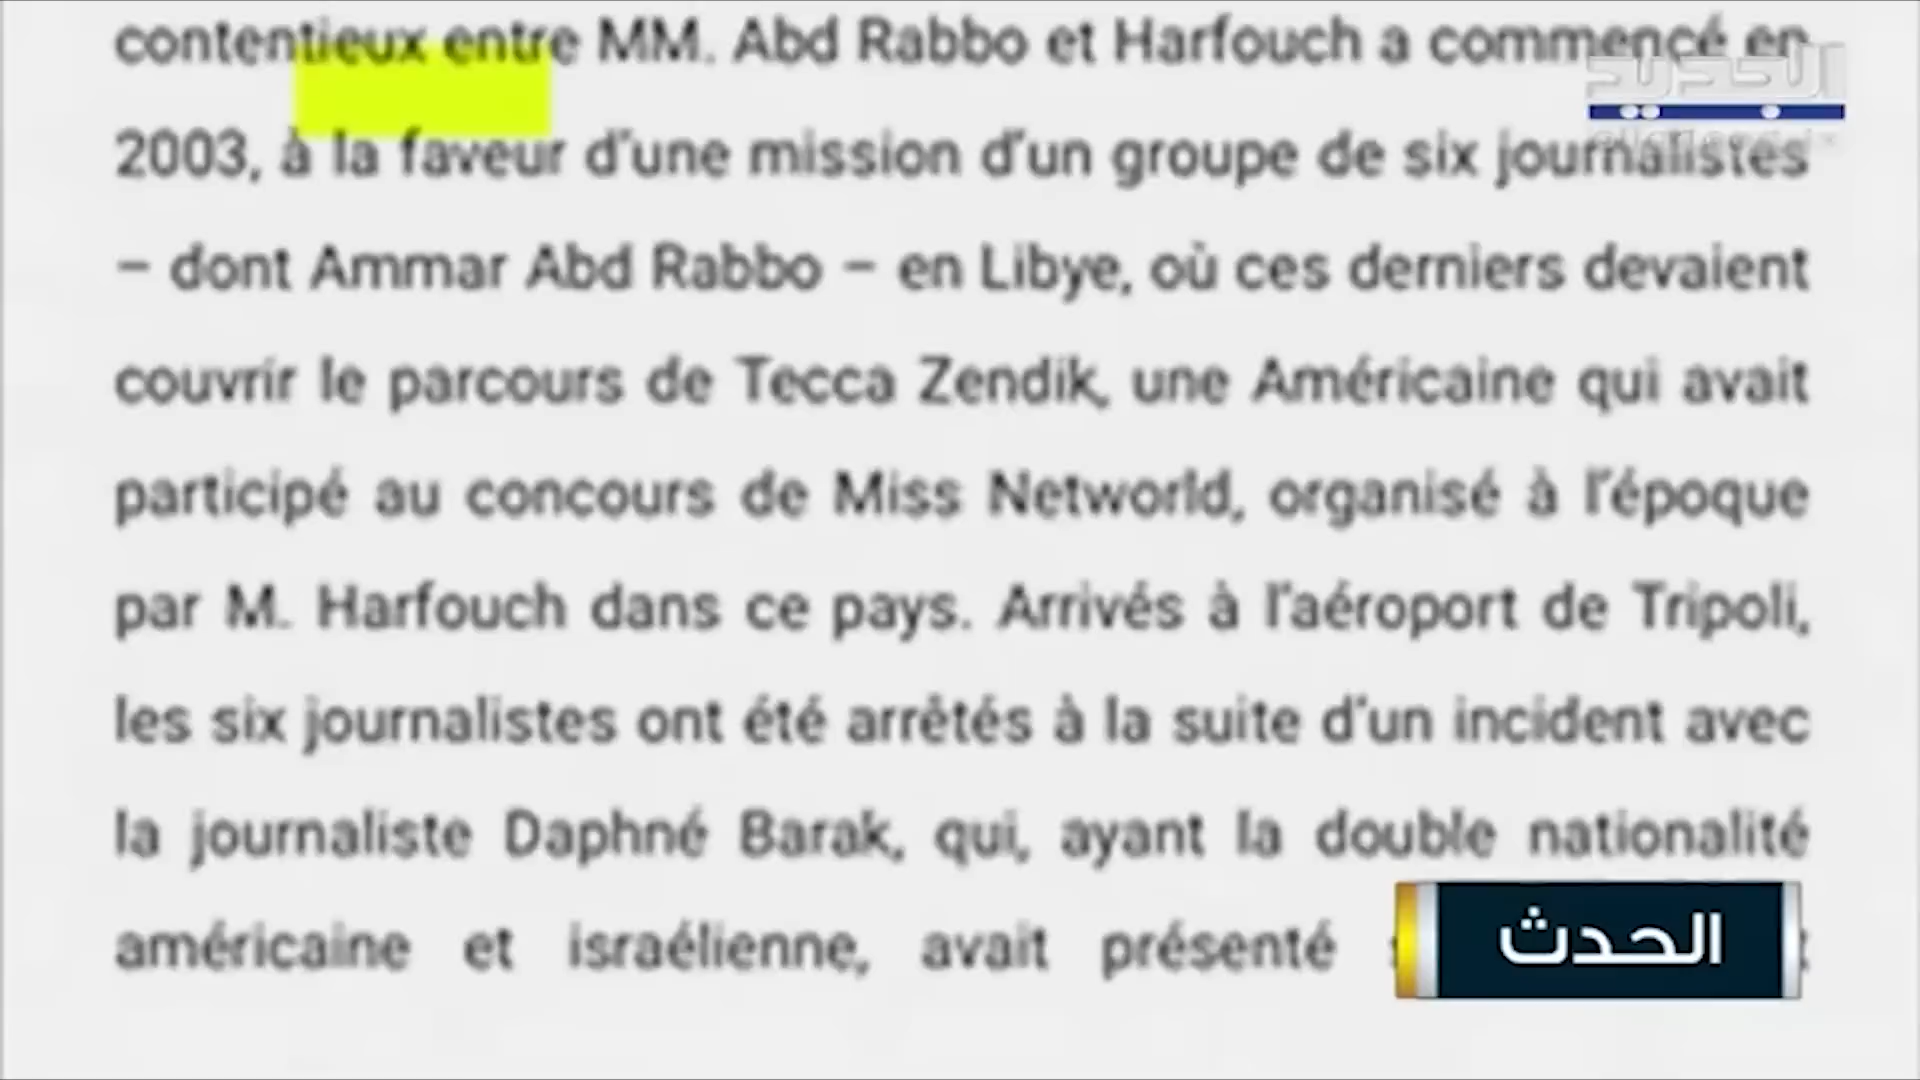 contentieux entre MM. Abd Rabbo et Harfouch a commencé en
الجديد
2003, à la faveur d'une mission d'un groupe de six journalistes
– dont Ammar Abd Rabbo – en Libye, où ces derniers devaient
couvrir le parcours de Tecca Zendik, une Américaine qui avait
participé au concours de Miss Networld, organisé à l'époque
par M. Harfouch dans ce pays. Arrivés à l'aéroport de Tripoli,
les six journalistes ont été arrêtés à la suite d'un incident avec
la journaliste Daphné Barak, qui, ayant la double nationalité
américaine et israélienne, avait présenté
الحدث